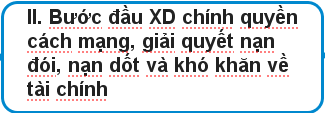 II. Bước đầu XD chính quyền
cách mạng, giải quyết nạn
đói, nạn dốt và khó khăn về
tài chính